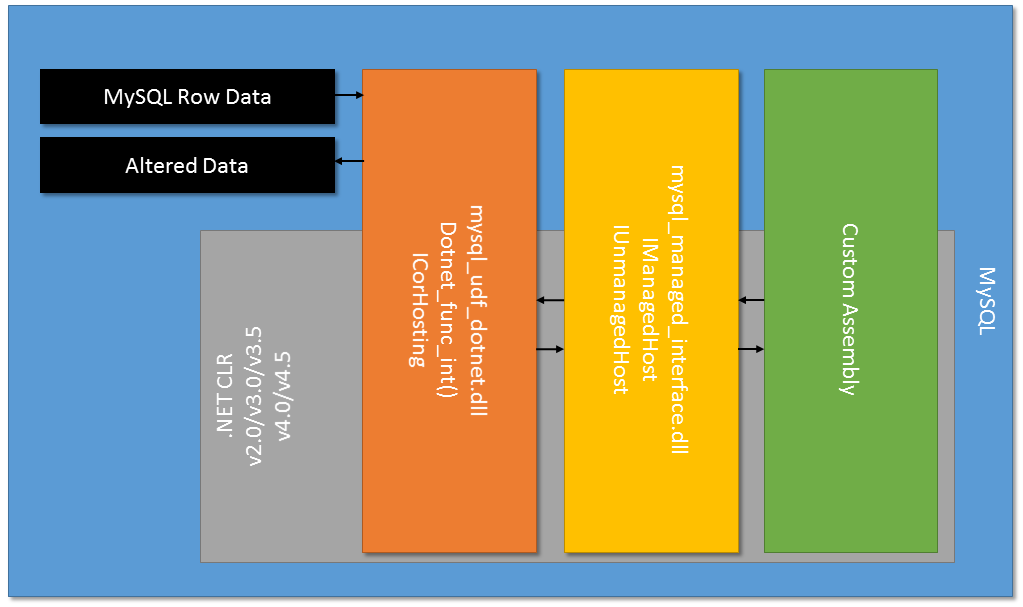 MySQL Row Data
Altered Data
.NET CLR
v2.0/v3.0/v3.5
v4.0/v4.5
mysql_udf_dotnet.dll
Dotnet_func_int()
ICorHosting
mysql_managed_interface.dll
IManagedHost
IUnmanagedHost
Custom Assembly
MySQL